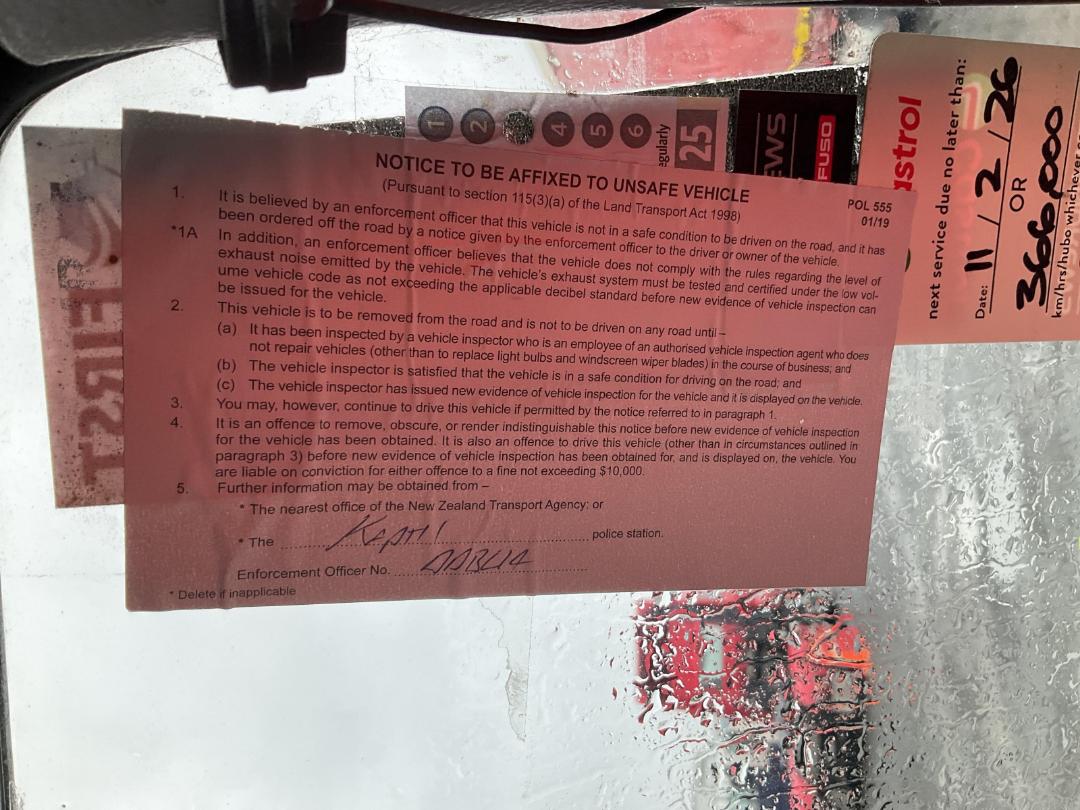 NOTICE TO BE AFFIXED TO UNSAFE VEHICLE
(Pursuant to section 115(3)(a) of the Land Transport Act 1998)
POL 555
01/19
1. It is believed by an enforcement officer that this vehicle is not in a safe condition to be driven on the road, and it has
been ordered off the road by a notice given by the enforcement officer to the driver or owner of the vehicle.
*1A In addition, an enforcement officer believes that the vehicle does not comply with the rules regarding the level of
exhaust noise emitted by the vehicle. The vehicle's exhaust system must be tested and certified under the low vol-
ume vehicle code as not exceeding the applicable decibel standard before new evidence of vehicle inspection can
be issued for the vehicle.
2. This vehicle is to be removed from the road and is not to be driven on any road until –
(a) It has been inspected by a vehicle inspector who is an employee of an authorised vehicle inspection agent who does
not repair vehicles (other than to replace light bulbs and windscreen wiper blades) in the course of business; and
(b) The vehicle inspector is satisfied that the vehicle is in a safe condition for driving on the road; and
(c) The vehicle inspector has issued new evidence of vehicle inspection for the vehicle and it is displayed on the vehicle.
3. You may, however, continue to drive this vehicle if permitted by the notice referred to in paragraph 1.
4. It is an offence to remove, obscure, or render indistinguishable this notice before new evidence of vehicle inspection
for the vehicle has been obtained. It is also an offence to drive this vehicle (other than in circumstances outlined in
paragraph 3) before new evidence of vehicle inspection has been obtained for, and is displayed on, the vehicle. You
are liable on conviction for either offence to a fine not exceeding $10,000.
5. Further information may be obtained from –
* The nearest office of the New Zealand Transport Agency; or
* The police station.
Enforcement Officer No.
* Delete if inapplicable
1 2 4 5 6
egularly
25
EWS
FUSO
astrol
next service due no later than:
Date: 11 / 2 / 26
OR
366,000
km/hrs/hubo whichever
FIRST